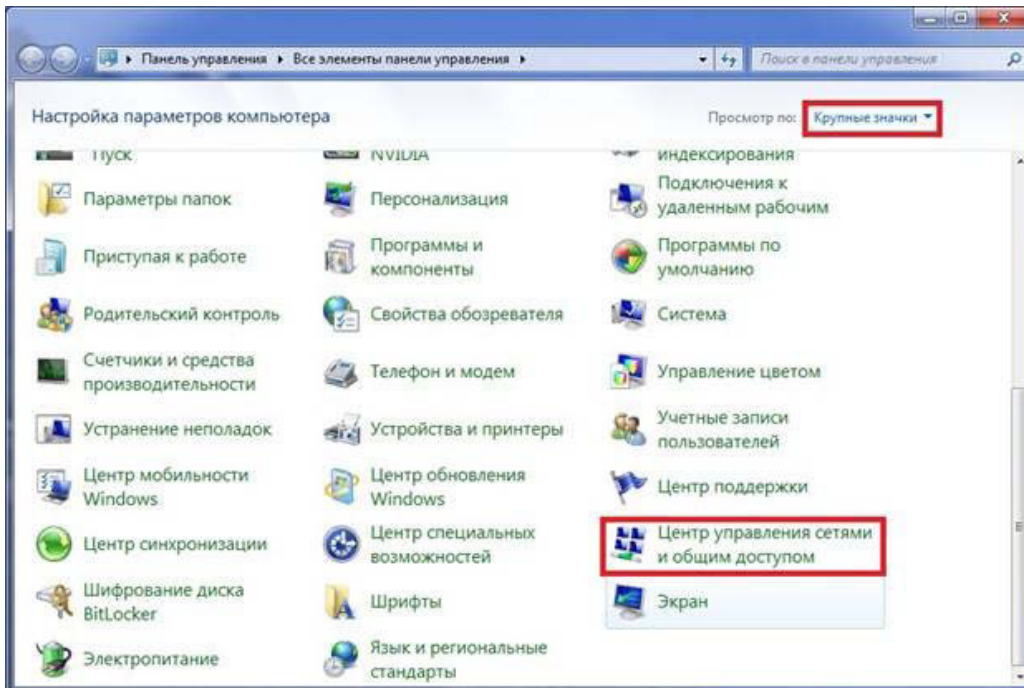 Панель управления ▸ Все элементы панели управления ▸
Поиск в панели управления
Настройка параметров компьютера
Просмотр по: Крупные значки
Пуск
NVIDIA
индексирования
Параметры папок
Персонализация
Подключения к
удаленным рабочим
Приступая к работе
Программы и
компоненты
Программы по
умолчанию
Родительский контроль
Свойства обозревателя
Система
Счетчики и средства
производительности
Телефон и модем
Управление цветом
Устранение неполадок
Устройства и принтеры
Учетные записи
пользователей
Центр мобильности
Windows
Центр обновления
Windows
Центр поддержки
Центр синхронизации
Центр специальных
возможностей
Центр управления сетями
и общим доступом
Шифрование диска
BitLocker
Шрифты
Экран
Электропитание
Язык и региональные
стандарты